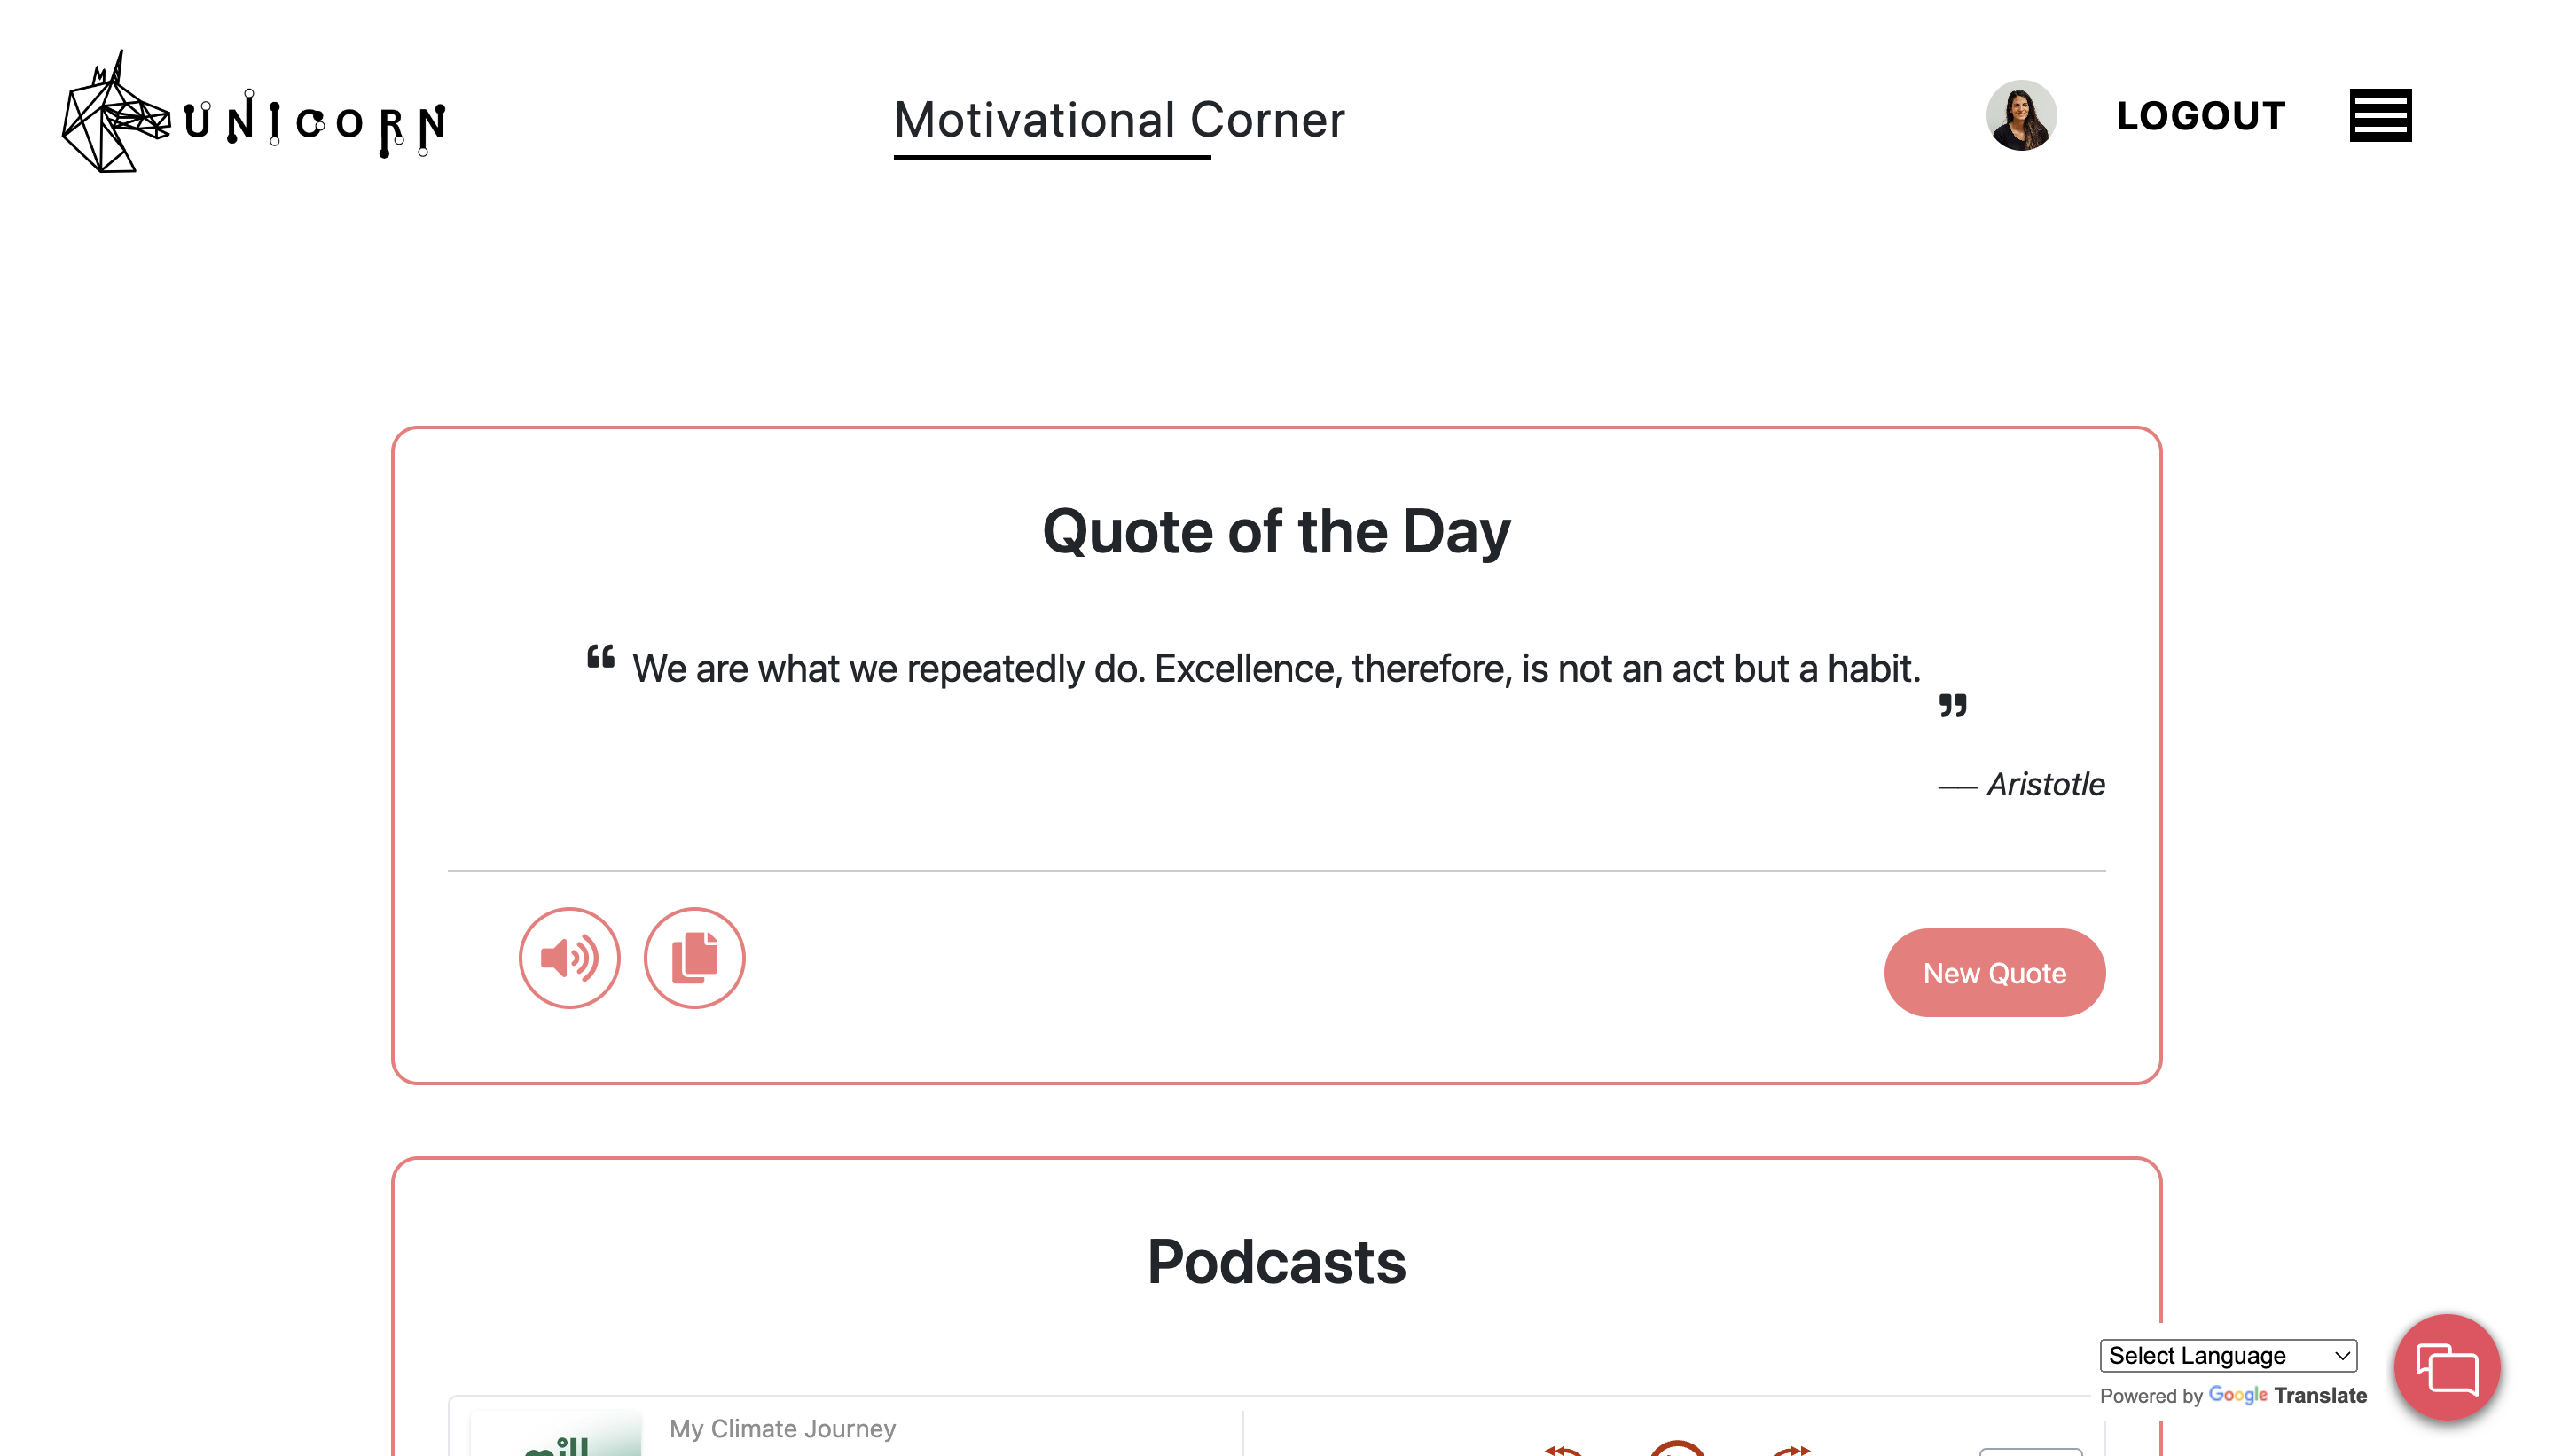 UNICORN
Motivational Corner
LOGOUT
Quote of the Day
“ We are what we repeatedly do. Excellence, therefore, is not an act but a habit. ”
— Aristotle
New Quote
Podcasts
My Climate Journey
mill
Select Language
Powered by Google Translate